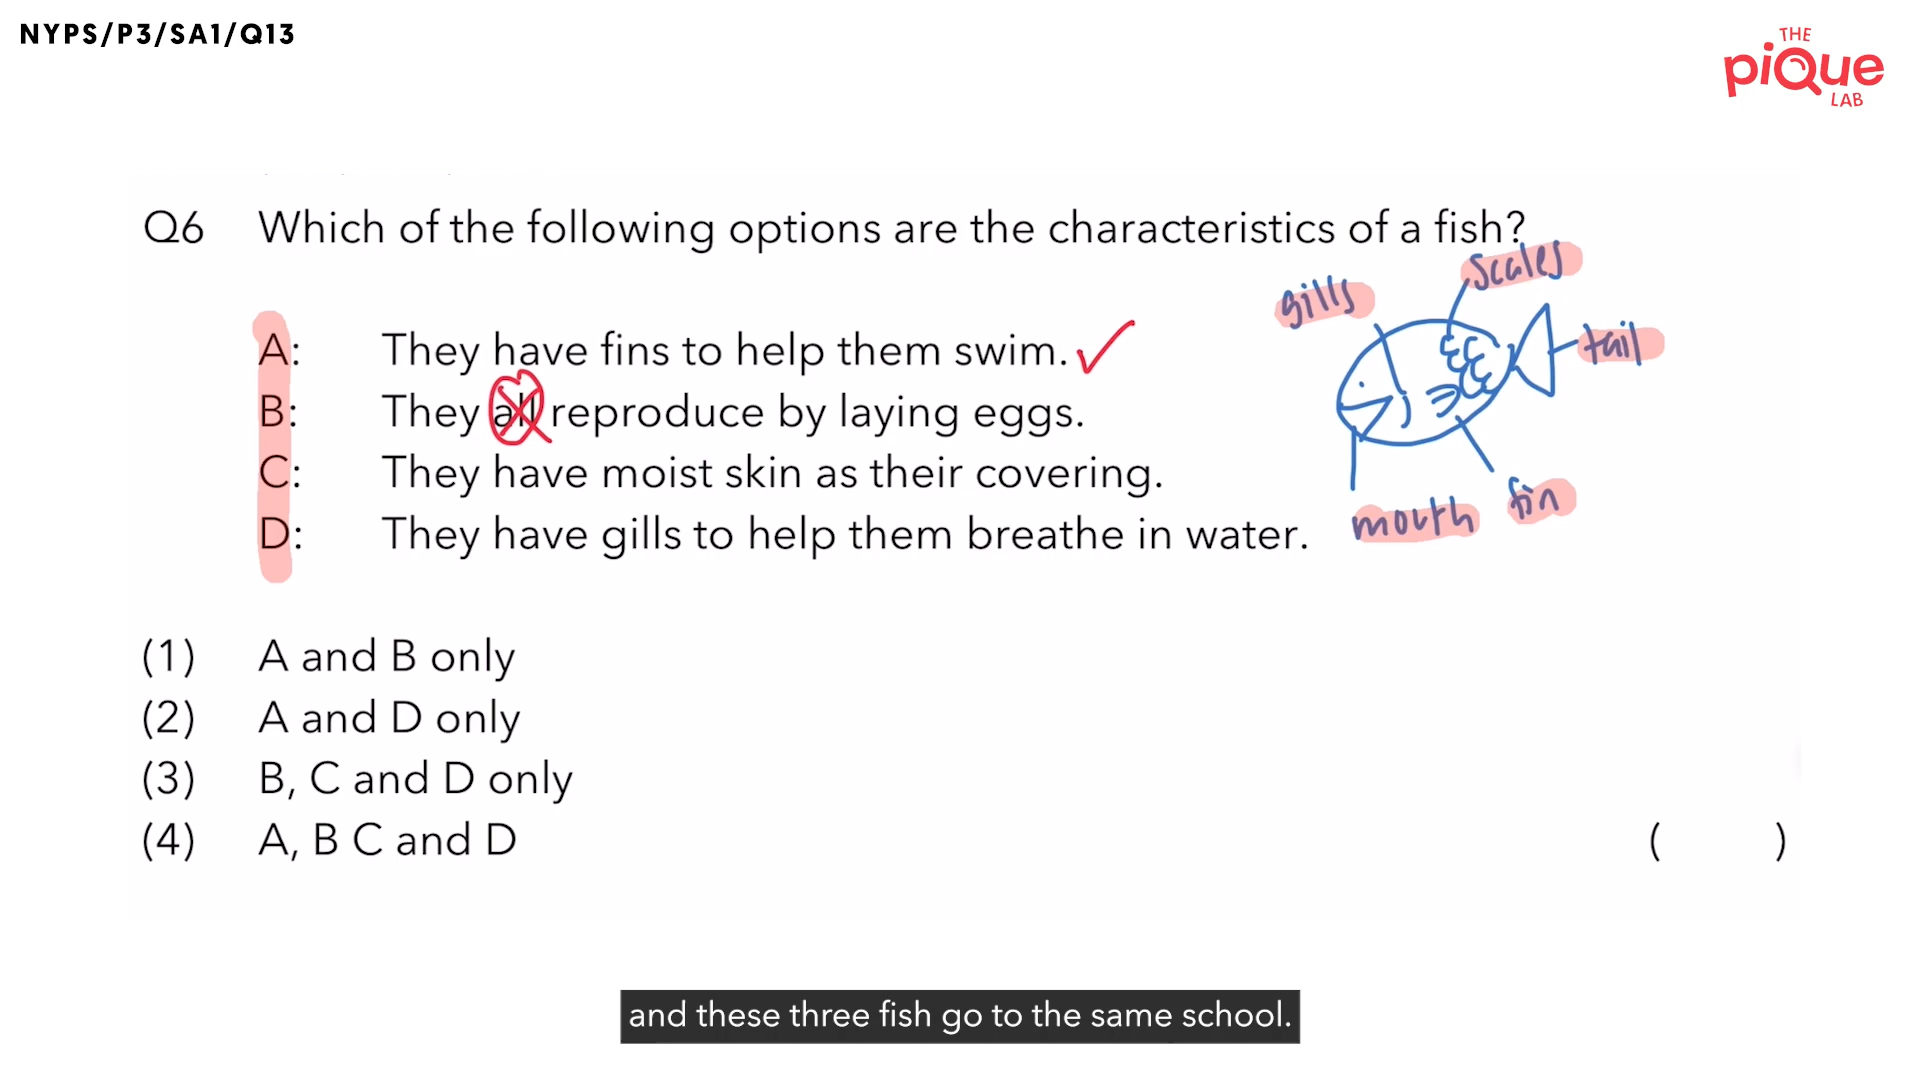 NYPS/P3/SA1/Q13
THE
piQue
LAB
Q6 Which of the following options are the characteristics of a fish?
scales
gills
tail
A: They have fins to help them swim.
B: They all reproduce by laying eggs.
C: They have moist skin as their covering.
D: They have gills to help them breathe in water.
mouth
fin
(1) A and B only
(2) A and D only
(3) B, C and D only
(4) A, B C and D ( )
and these three fish go to the same school.